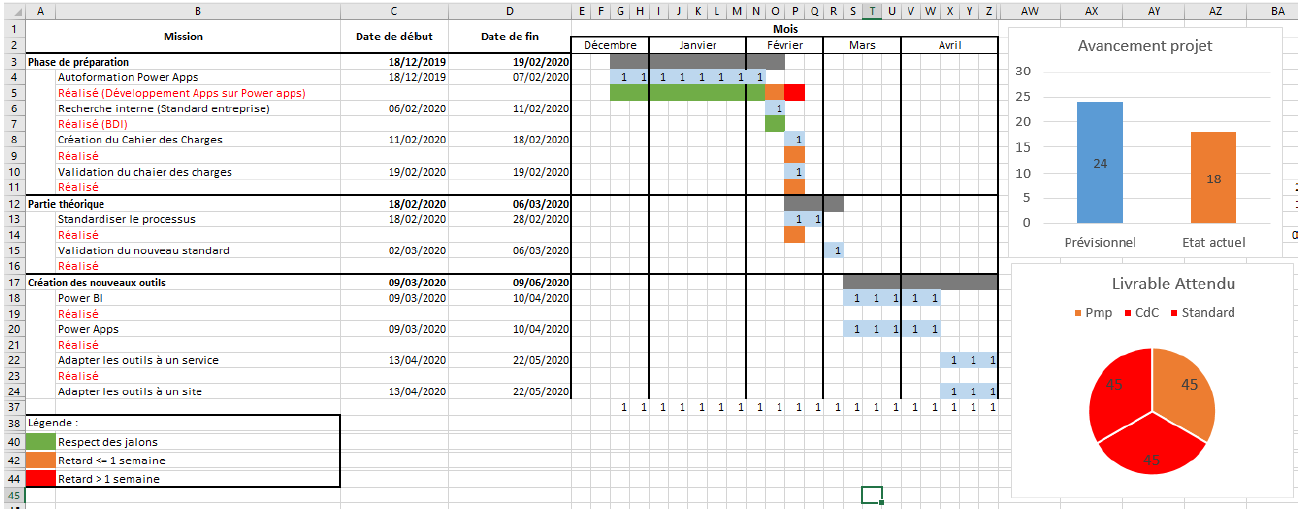 A B C D E F G H I J K L M N O P Q R S T U V W X Y Z AW AX AY AZ BA
1 Mission Date de début Date de fin Mois
2 Décembre Janvier Février Mars Avril
3 Phase de préparation 18/12/2019 19/02/2020
4 Autoformation Power Apps 18/12/2019 07/02/2020 1 1 1 1 1 1 1 1
5 Réalisé (Développement Apps sur Power apps)
6 Recherche interne (Standard entreprise) 06/02/2020 11/02/2020 1
7 Réalisé (BDI)
8 Création du Cahier des Charges 11/02/2020 18/02/2020 1
9 Réalisé
10 Validation du chaier des charges 19/02/2020 19/02/2020 1
11 Réalisé
12 Partie théorique 18/02/2020 06/03/2020
13 Standardiser le processus 18/02/2020 28/02/2020 1 1
14 Réalisé
15 Validation du nouveau standard 02/03/2020 06/03/2020 1
16 Réalisé
17 Création des nouveaux outils 09/03/2020 09/06/2020
18 Power BI 09/03/2020 10/04/2020 1 1 1 1 1
19 Réalisé
20 Power Apps 09/03/2020 10/04/2020 1 1 1 1 1
21 Réalisé
22 Adapter les outils à un service 13/04/2020 22/05/2020 1 1 1
23 Réalisé
24 Adapter les outils à un site 13/04/2020 22/05/2020 1 1 1
37 1 1 1 1 1 1 1 1 1 1 1 1 1 1 1 1 1 1 1 1
38 Légende :
40 Respect des jalons
42 Retard <= 1 semaine
44 Retard > 1 semaine
45
Avancement projet
30
25
20
15
10
5
0
24
18
Prévisionnel Etat actuel
Livrable Attendu
Pmp CdC Standard
45 45
45